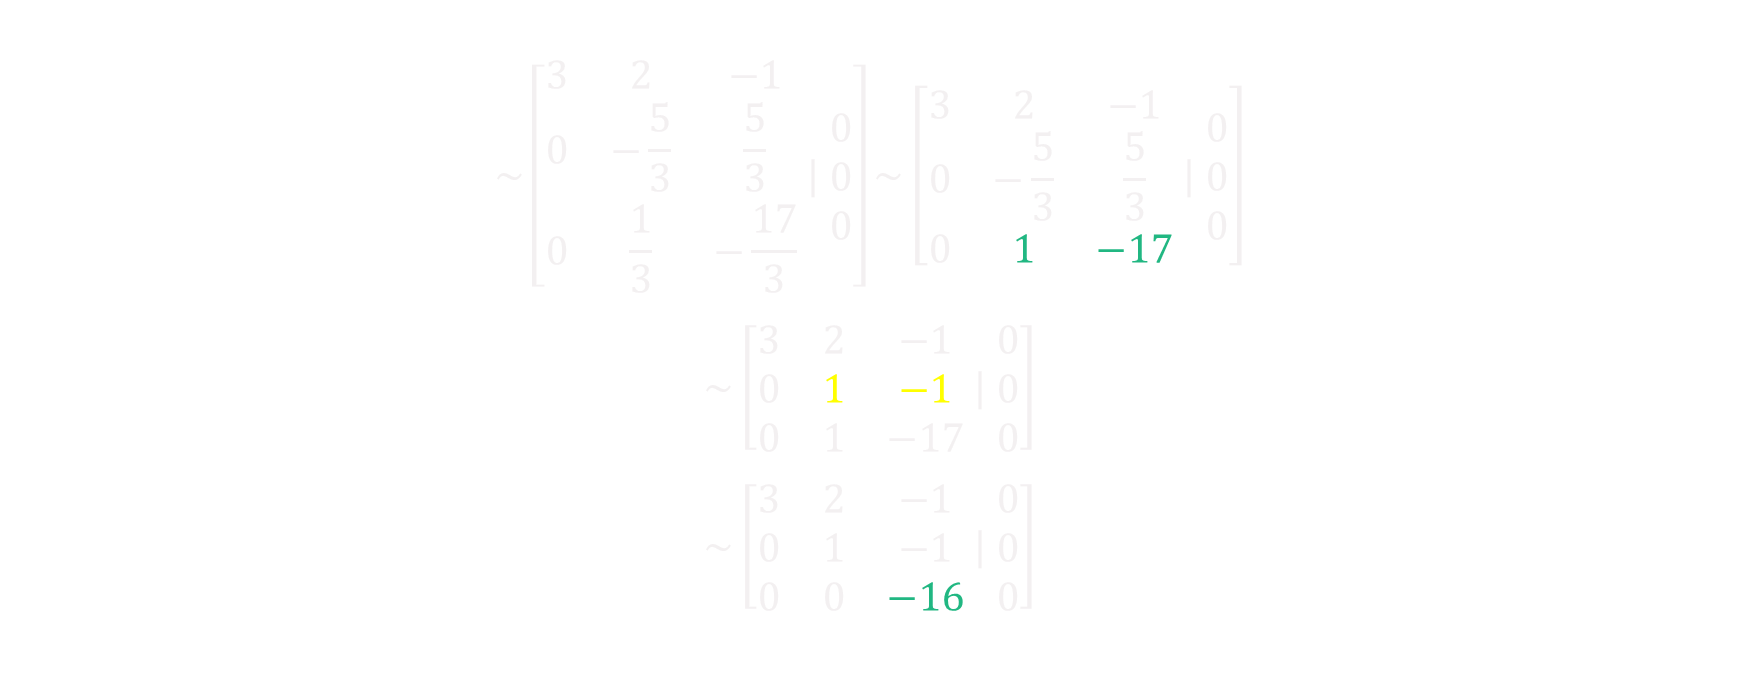 ~ [ 3 2 −1 | 0 ; 0 −5/3 5/3 | 0 ; 0 1/3 −17/3 | 0 ] ~ [ 3 2 −1 | 0 ; 0 −5/3 5/3 | 0 ; 0 1 −17 | 0 ]
~ [ 3 2 −1 | 0 ; 0 1 −1 | 0 ; 0 1 −17 | 0 ]
~ [ 3 2 −1 | 0 ; 0 1 −1 | 0 ; 0 0 −16 | 0 ]